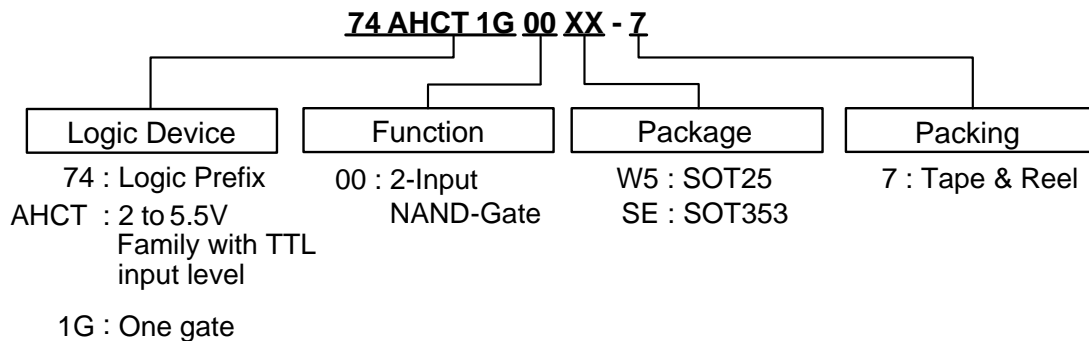 74 AHCT 1G 00 XX - 7
Logic Device
74 : Logic Prefix
AHCT : 2 to 5.5V
Family with TTL
input level
1G : One gate
Function
00 : 2-Input
NAND-Gate
Package
W5 : SOT25
SE : SOT353
Packing
7 : Tape & Reel